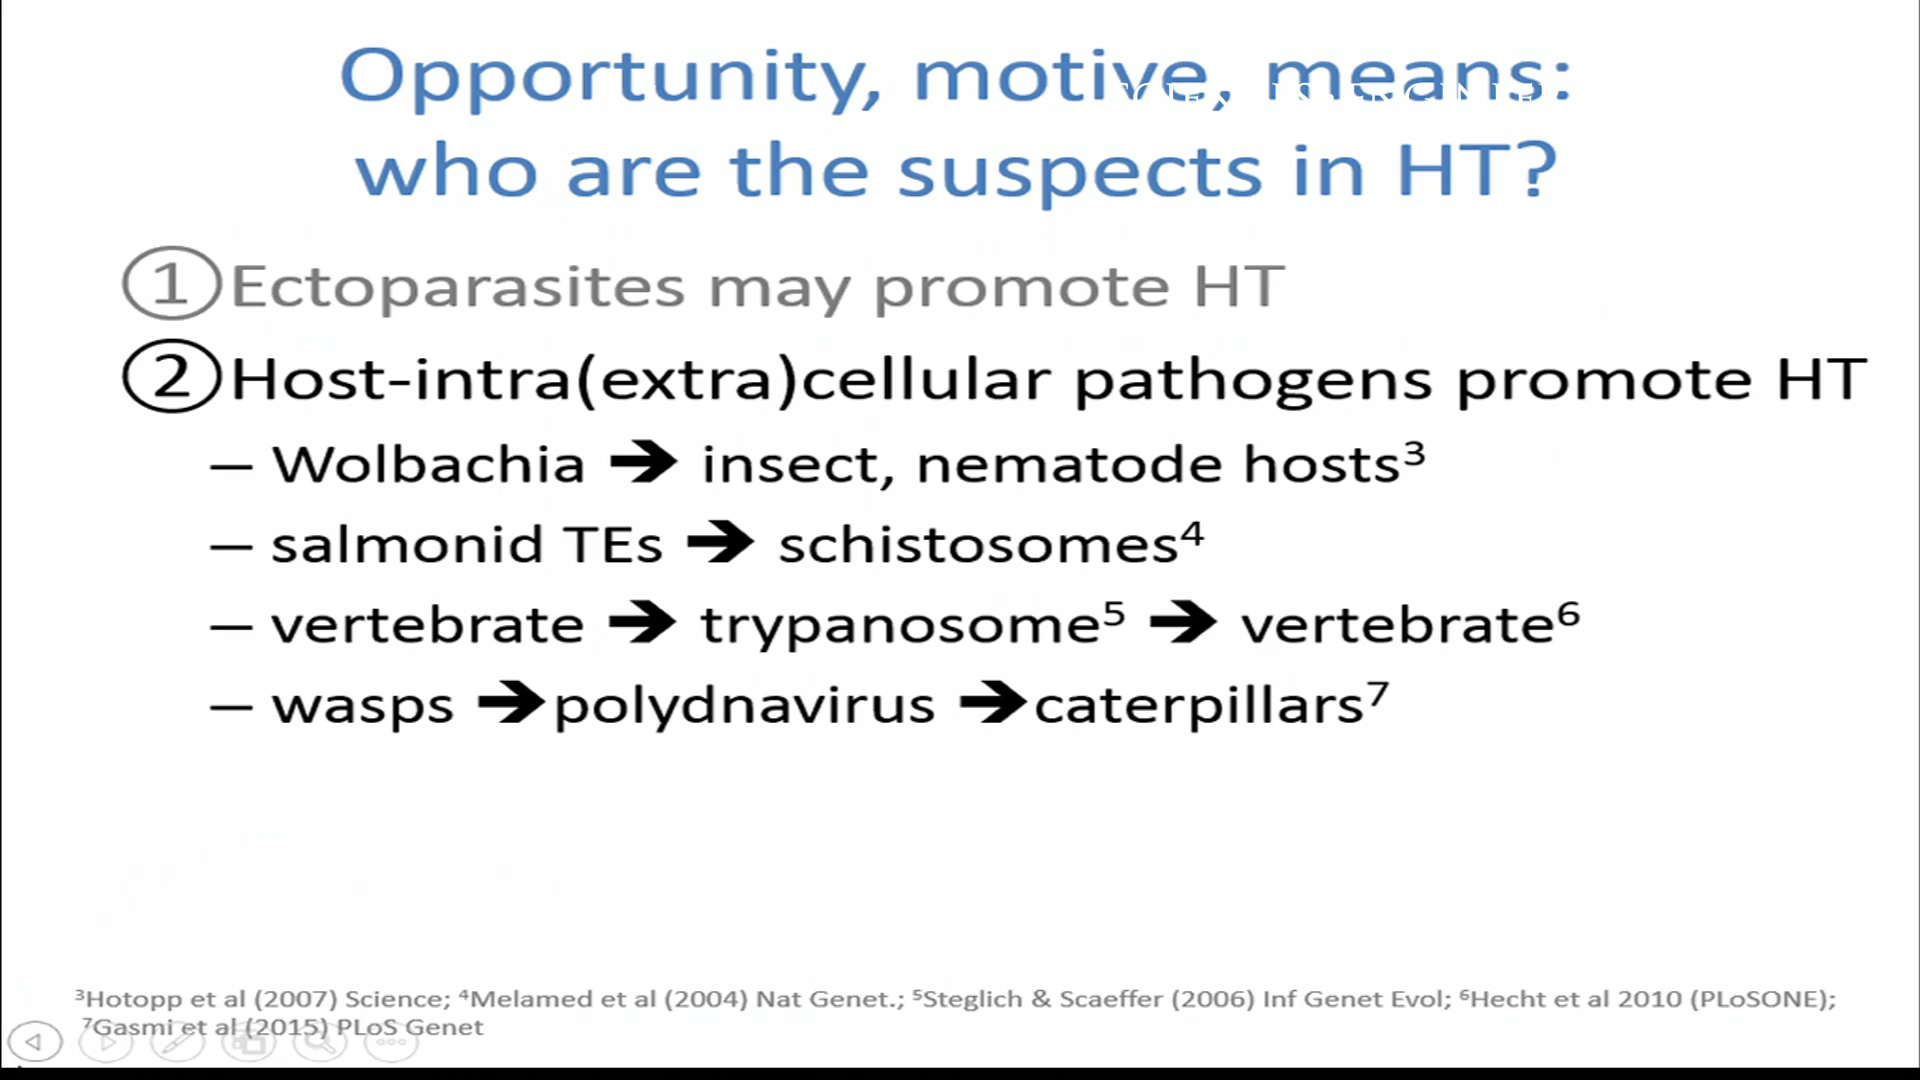 Opportunity, motive, means:
who are the suspects in HT?
① Ectoparasites may promote HT
② Host-intra(extra)cellular pathogens promote HT
– Wolbachia ➔ insect, nematode hosts³
– salmonid TEs ➔ schistosomes⁴
– vertebrate ➔ trypanosome⁵ ➔ vertebrate⁶
– wasps ➔polydnavirus ➔caterpillars⁷
³Hotopp et al (2007) Science; ⁴Melamed et al (2004) Nat Genet.; ⁵Steglich & Scaeffer (2006) Inf Genet Evol; ⁶Hecht et al 2010 (PLoSONE);
⁷Gasmi et al (2015) PLoS Genet